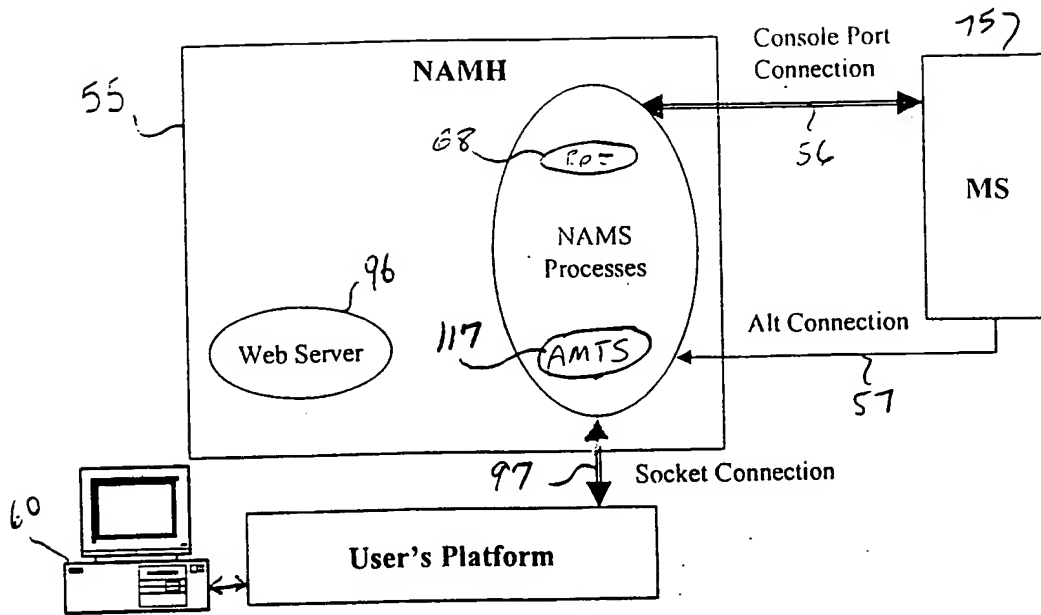 Console Port
Connection
75
NAMH
55
56
68
MS
NAMS
Processes
96
Web Server
117
AMTS
Alt Connection
57
97
Socket Connection
60
User's Platform